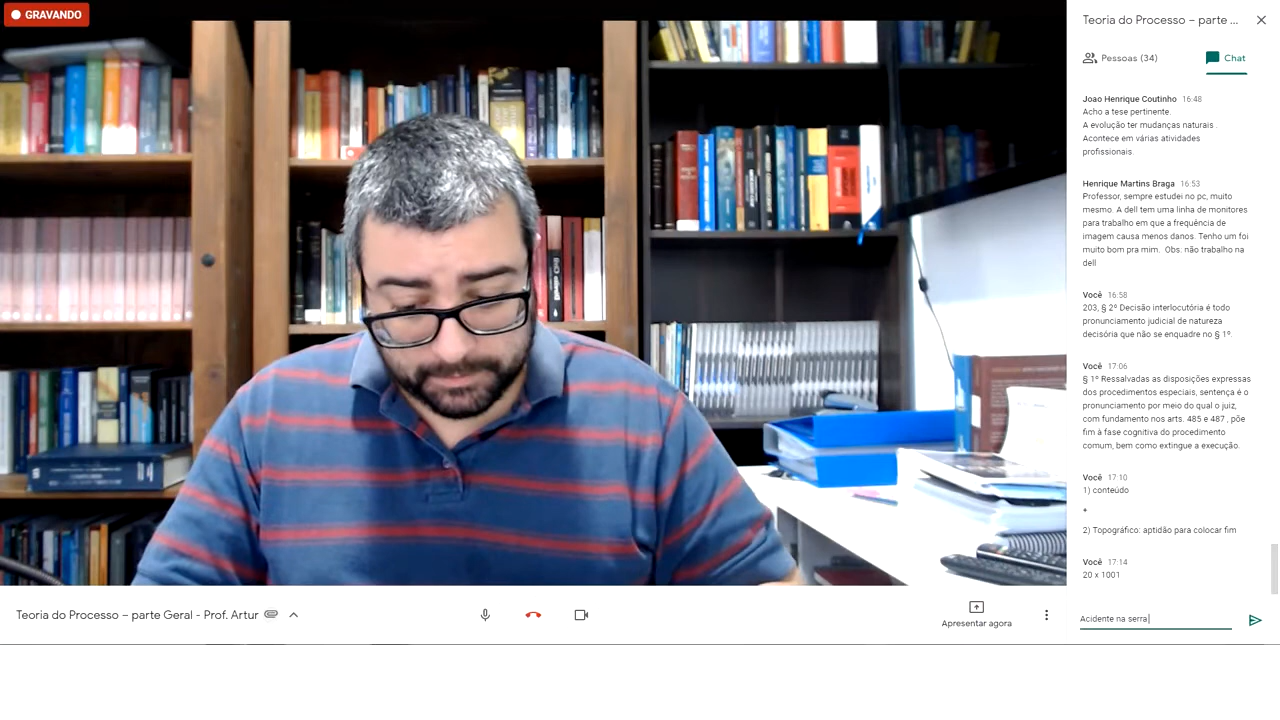 GRAVANDO
Teoria do Processo – parte ...
Pessoas (34)
Chat
Joao Henrique Coutinho 16:48
Acho a tese pertinente.
A evolução ter mudanças naturais .
Acontece em várias atividades
profissionais.
Henrique Martins Braga 16:53
Professor, sempre estudei no pc, muito
mesmo. A dell tem uma linha de monitores
para trabalho em que a frequência de
imagem causa menos danos. Tenho um foi
muito bom pra mim. Obs: não trabalho na
dell
Você 16:58
203, § 2º Decisão interlocutória é todo
pronunciamento judicial de natureza
decisória que não se enquadre no § 1º.
Você 17:06
§ 1º Ressalvadas as disposições expressas
dos procedimentos especiais, sentença é o
pronunciamento por meio do qual o juiz,
com fundamento nos arts. 485 e 487 , põe
fim à fase cognitiva do procedimento
comum, bem como extingue a execução.
Você 17:10
1) conteúdo
+
2) Topográfico: aptidão para colocar fim
Você 17:14
20 x 1001
Acidente na serra
Teoria do Processo – parte Geral - Prof. Artur
Apresentar agora